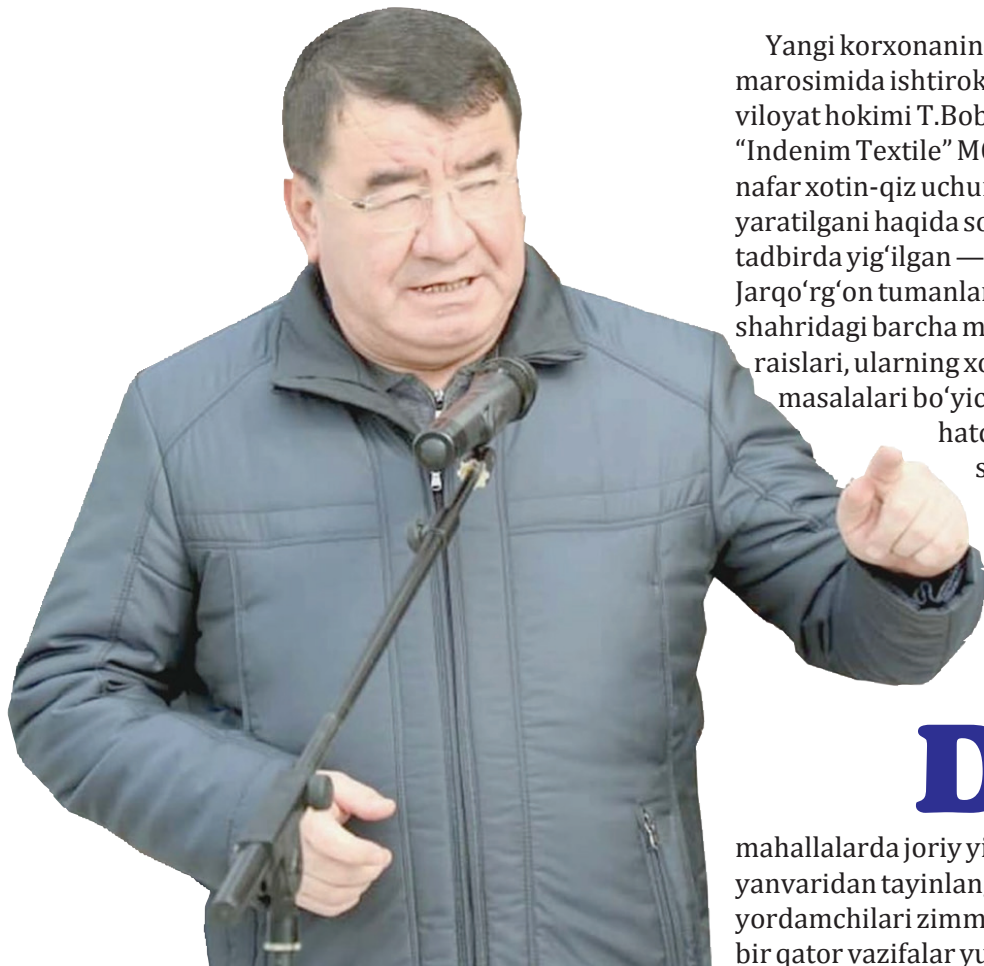 Yangi korxonanin
marosimida ishtirok
viloyat hokimi T.Bob
“Indenim Textile” MC
nafar xotin-qiz uchun
yaratilgani haqida so
tadbirda yig‘ilgan —
Jarqo‘rg‘on tumanlar
shahridagi barcha m
raislari, ularning xo
masalalari bo‘yic
hatc
s
D
mahallalarda joriy yi
yanvaridan tayinlan
yordamchilari zimm
bir qator vazifalar yu